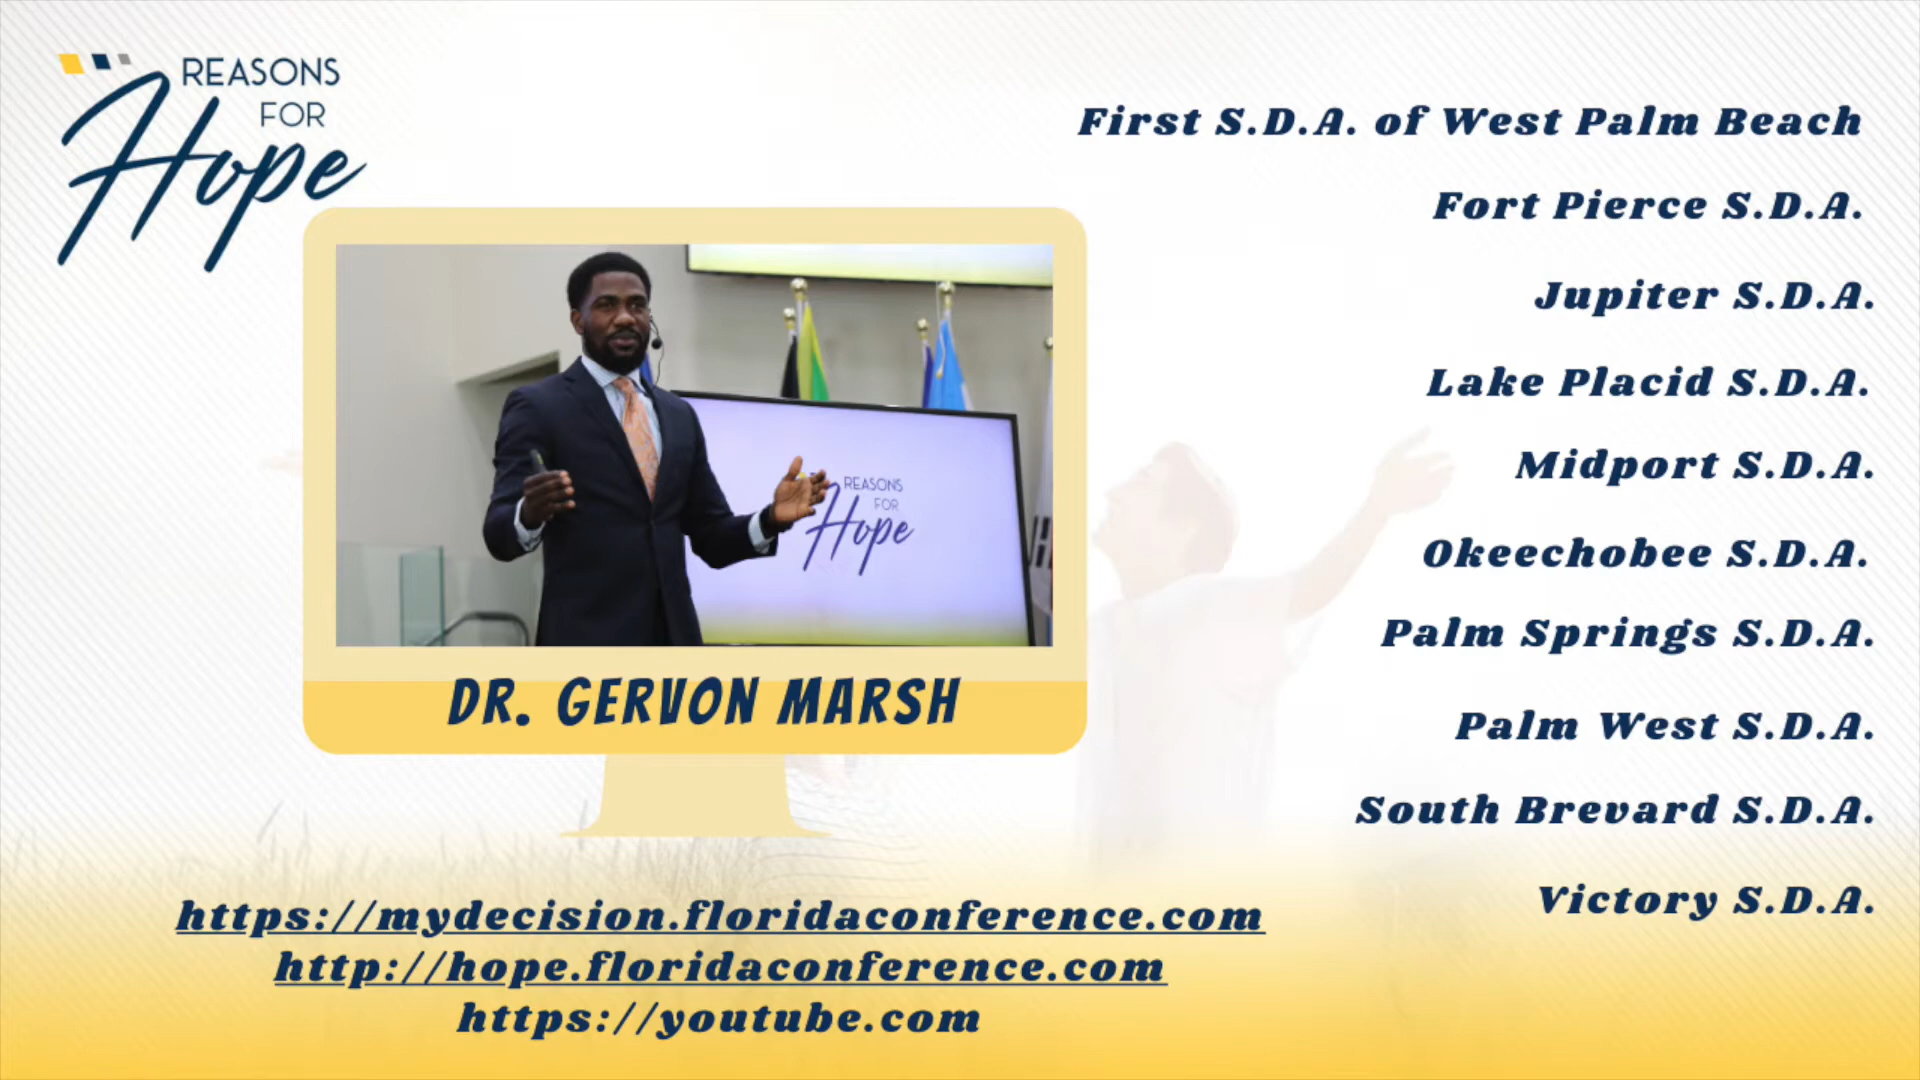 REASONS
FOR
Hope
First S.D.A. of West Palm Beach
Fort Pierce S.D.A.
Jupiter S.D.A.
Lake Placid S.D.A.
Midport S.D.A.
Okeechobee S.D.A.
Palm Springs S.D.A.
Palm West S.D.A.
South Brevard S.D.A.
Victory S.D.A.
REASONS
FOR
Hope
DR. GERVON MARSH
https://mydecision.floridaconference.com
http://hope.floridaconference.com
https://youtube.com